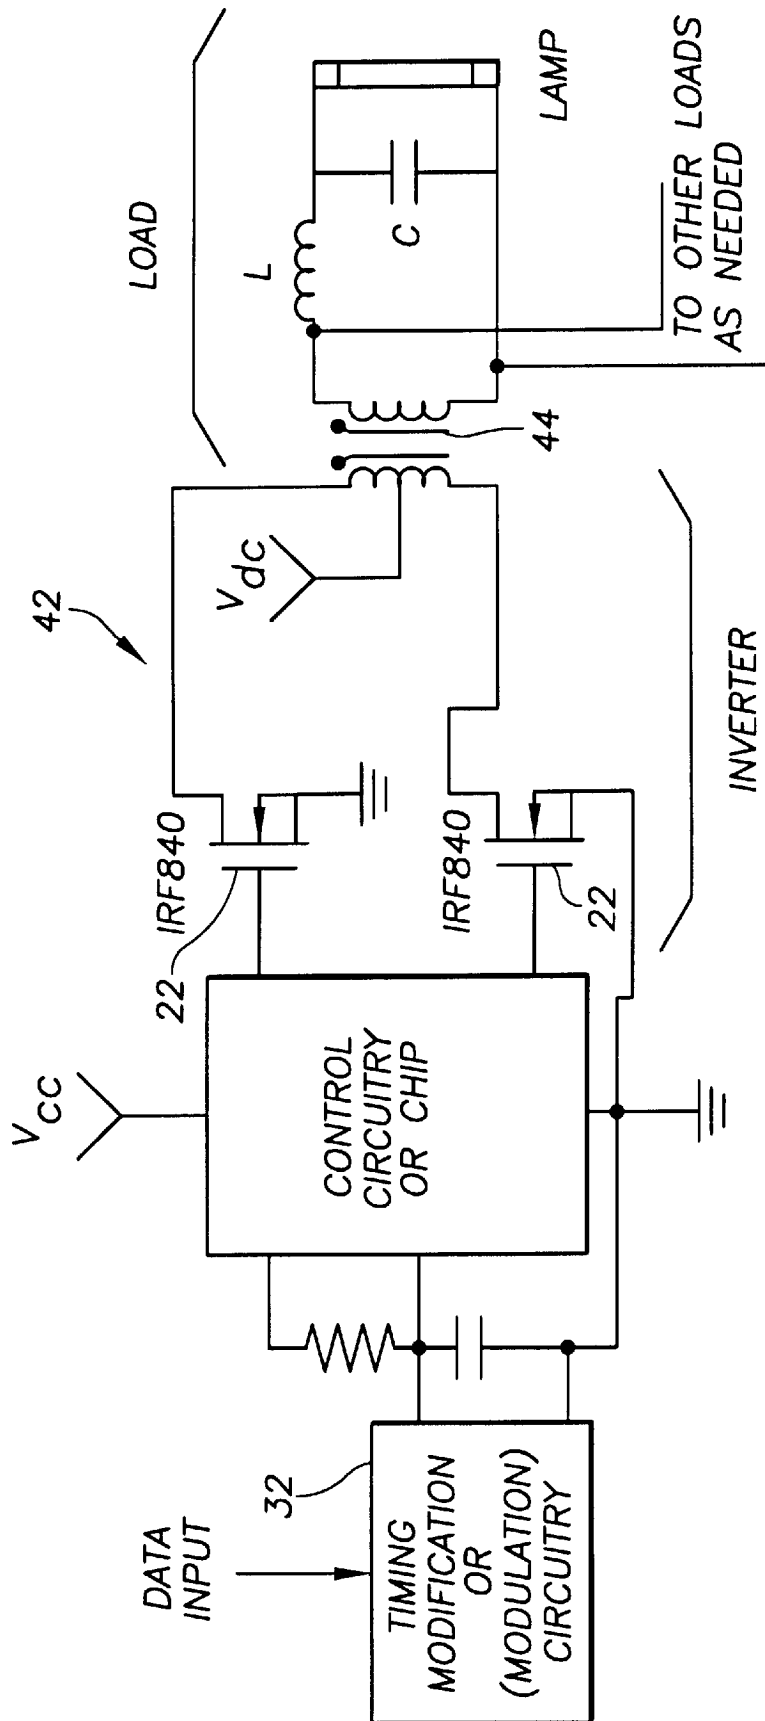 DATA
INPUT
32
TIMING
MODIFICATION
OR
(MODULATION)
CIRCUITRY
Vcc
CONTROL
CIRCUITRY
OR CHIP
22
IRF840
IRF840
22
42
Vdc
INVERTER
44
LOAD
L
C
LAMP
TO OTHER LOADS
AS NEEDED